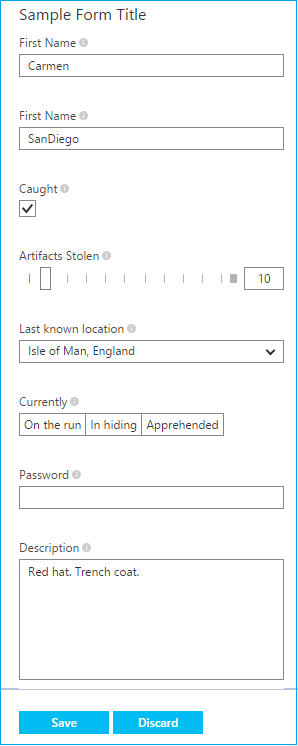 Sample Form Title
First Name
Carmen
First Name
SanDiego
Caught
Artifacts Stolen
10
Last known location
Isle of Man, England
Currently
On the run In hiding Apprehended
Password
Description
Red hat. Trench coat.
Save Discard